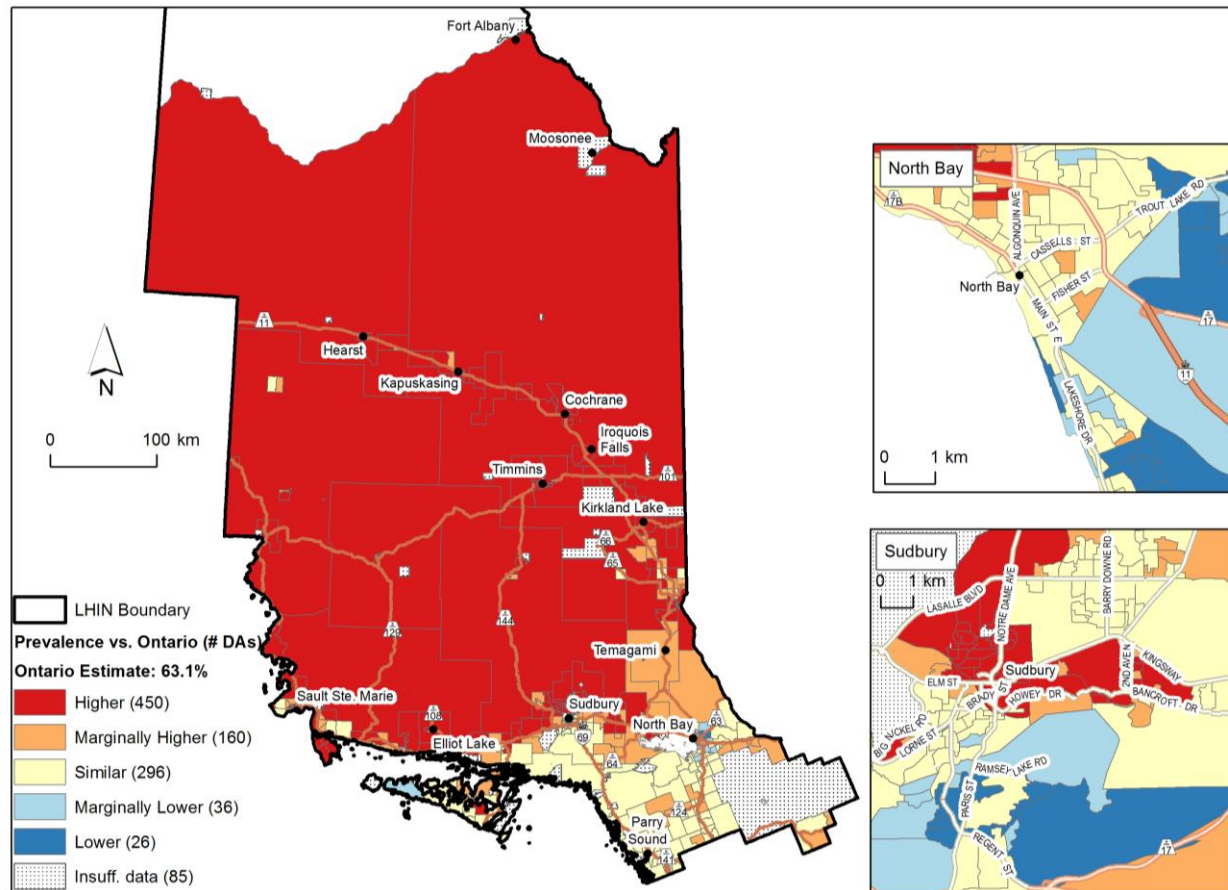 Fort Albany
Moosonee
11
Hearst
Kapuskasing
Cochrane
Iroquois
Falls
Timmins
101
Kirkland Lake
66
65
144
129
Temagami
Sault Ste. Marie
108
Sudbury
Elliot Lake
69
North Bay
63
64
124
Parry
Sound
141
N
0 100 km
LHIN Boundary
Prevalence vs. Ontario (# DAs)
Ontario Estimate: 63.1%
Higher (450)
Marginally Higher (160)
Similar (296)
Marginally Lower (36)
Lower (26)
Insuff. data (85)
North Bay
17B
ALGONQUIN AVE
TROUT LAKE RD
CASSELLS ST
North Bay
FISHER ST
MAIN ST E
17
11
LAKESHORE DR
0 1 km
Sudbury
0 1 km
LASALLE BLVD
NOTRE DAME AVE
BARRY DOWNE RD
Sudbury
ELM ST
BRADY ST
HOWEY DR
2ND AVE N
KINGSWAY
BANCROFT DR
BIG NICKEL RD
LORNE ST
RAMSEY LAKE RD
PARIS ST
REGENT ST
17